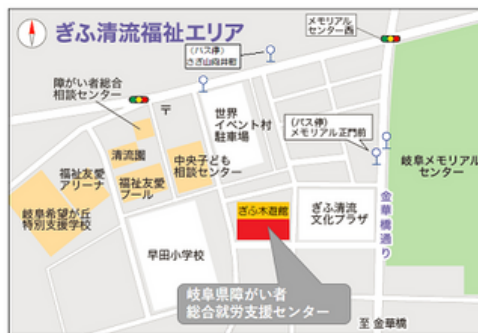 ぎふ清流福祉エリア
メモリアル
センター西
(バス停)
さぎ山向井町
障がい者総合
相談センター
〒
世界
イベント村
駐車場
(バス停)
メモリアル正門前
清流園
中央子ども
相談センター
福祉友愛
アリーナ
福祉友愛
プール
岐阜メモリアル
センター
岐阜希望が丘
特別支援学校
ぎふ木遊館
ぎふ清流
文化プラザ
金華橋通り
早田小学校
岐阜県障がい者
総合就労支援センター
至 金華橋